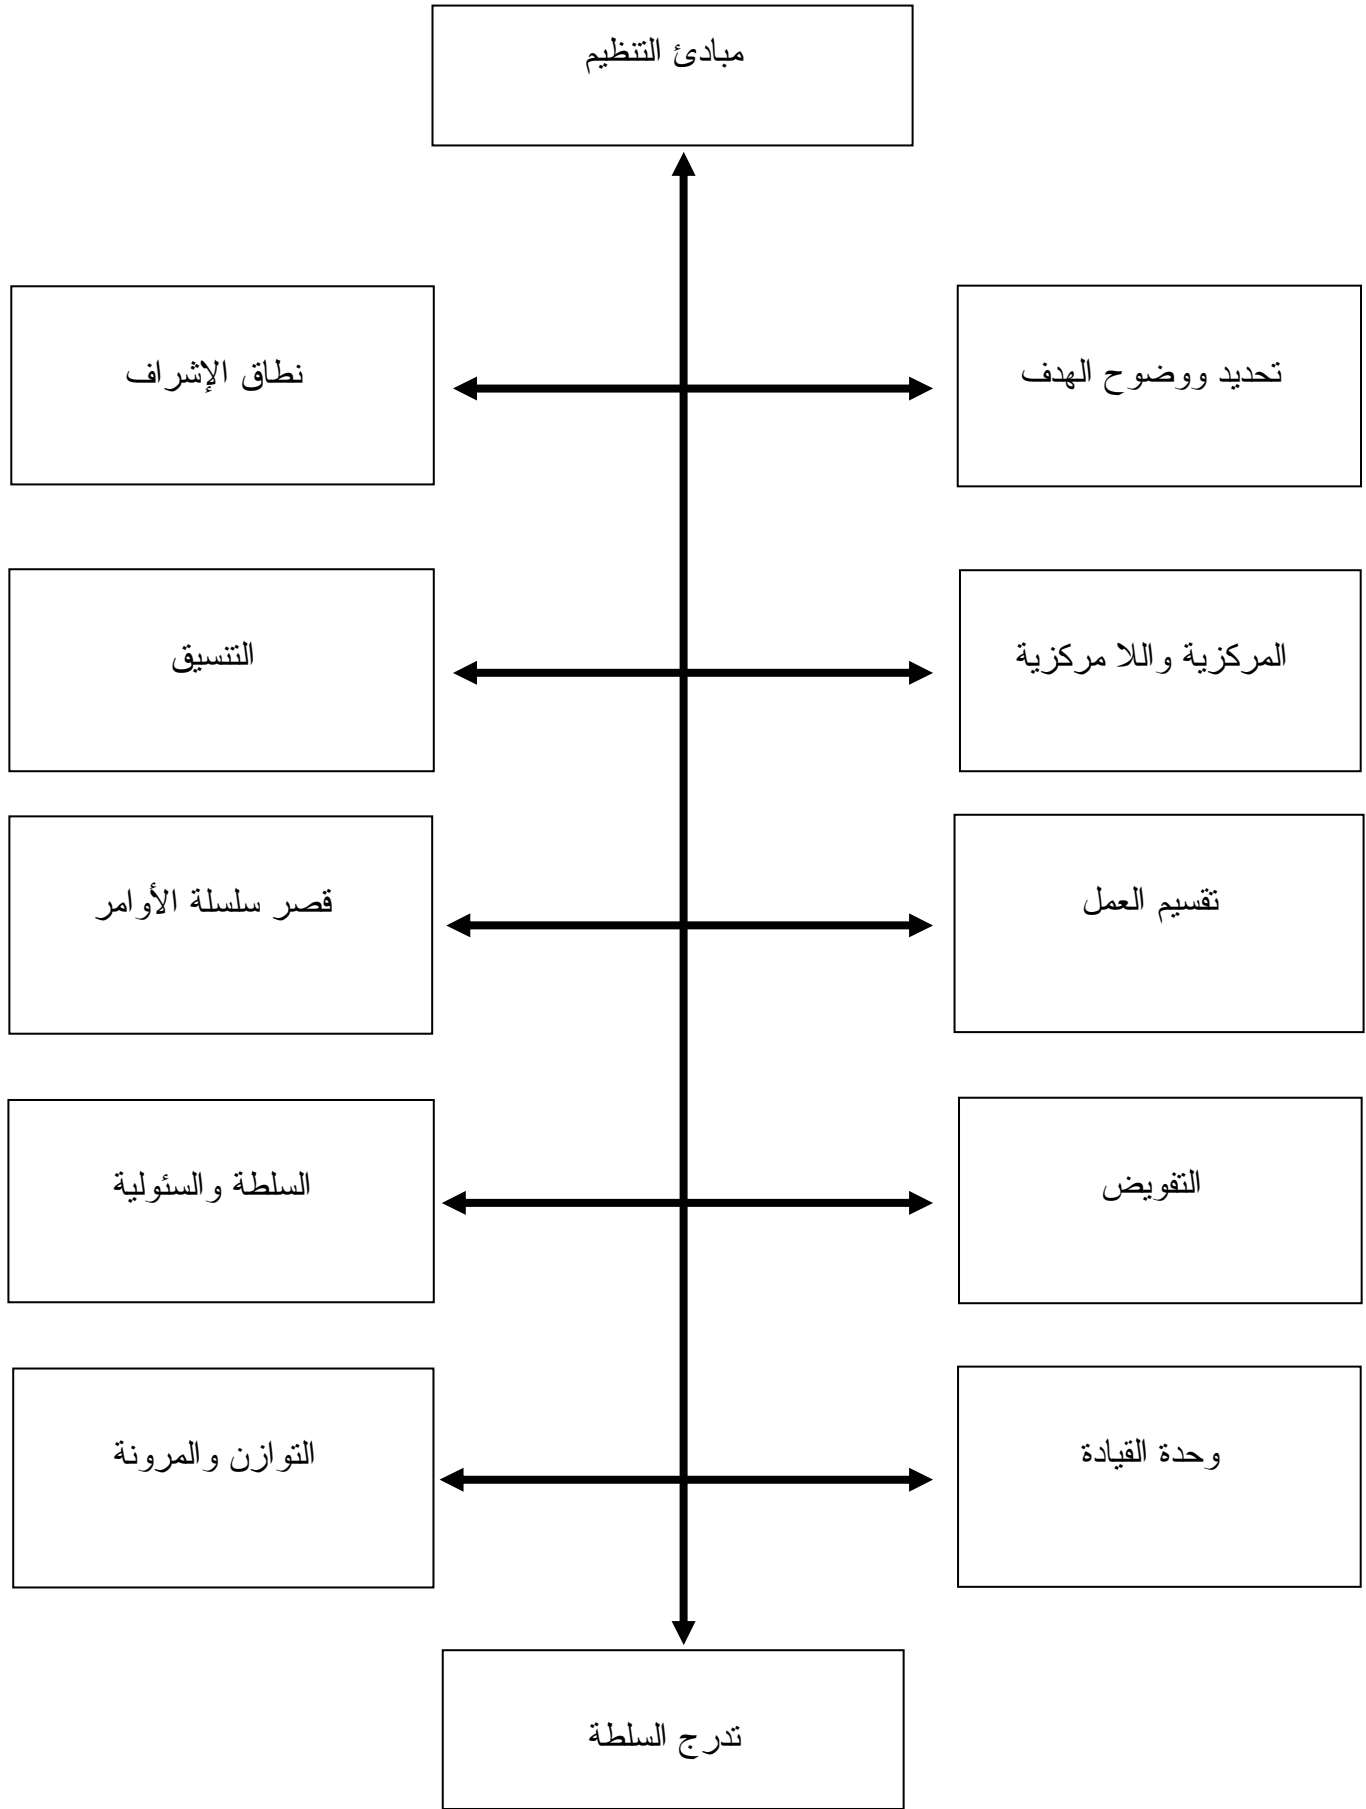 مبادئ التنظيم
تحديد ووضوح الهدف
نطاق الإشراف
المركزية واللا مركزية
التنسيق
تقسيم العمل
قصر سلسلة الأوامر
التفويض
السلطة والسئولية
وحدة القيادة
التوازن والمرونة
تدرج السلطة